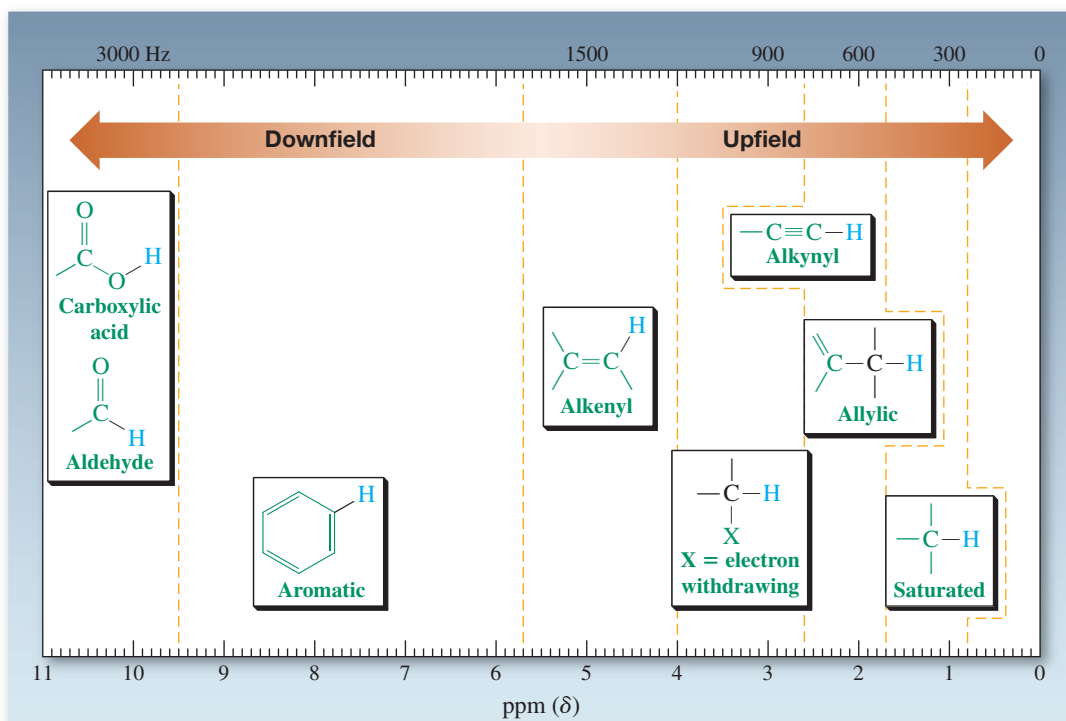 3000 Hz 1500 900 600 300 0
Downfield Upfield
O
C
O
H
Carboxylic
acid
O
C
H
Aldehyde
H
Aromatic
H
C=C
Alkenyl
—C≡C—H
Alkynyl
C—C—H
Allylic
—C—H
X
X = electron
withdrawing
—C—H
Saturated
11 10 9 8 7 6 5 4 3 2 1 0
ppm (δ)